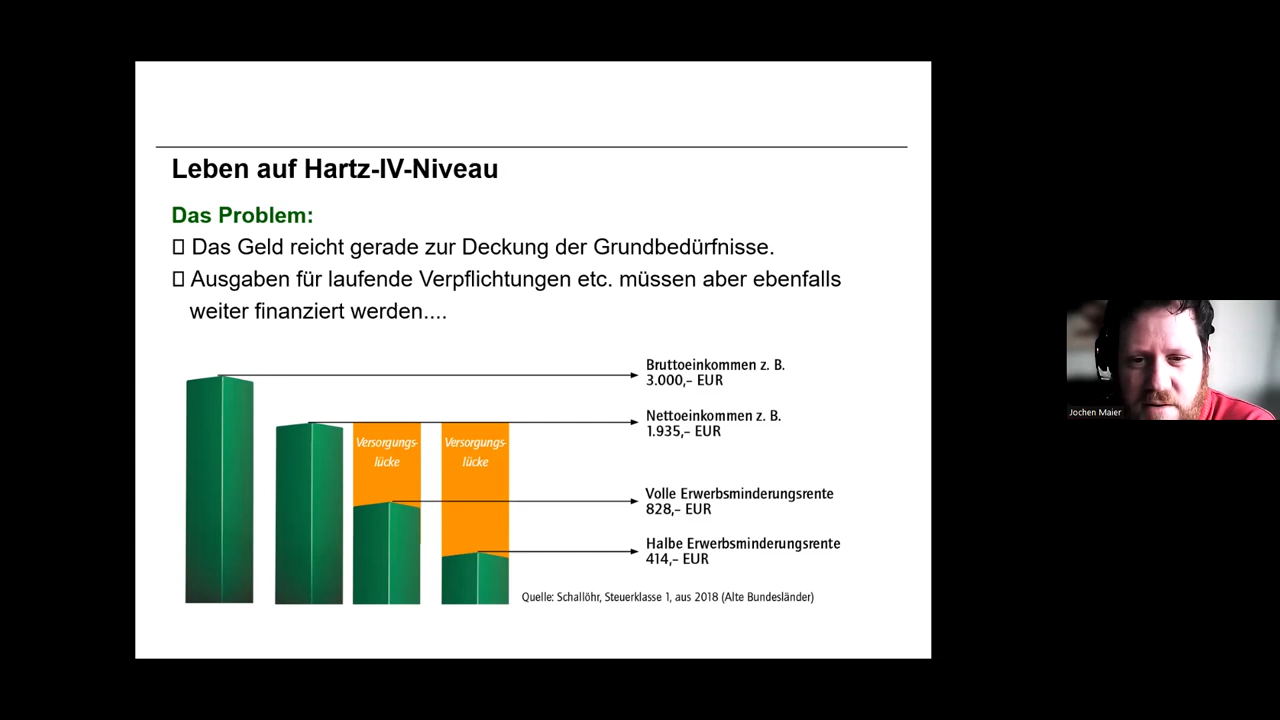 Leben auf Hartz-IV-Niveau
Das Problem:
Das Geld reicht gerade zur Deckung der Grundbedürfnisse.
Ausgaben für laufende Verpflichtungen etc. müssen aber ebenfalls
weiter finanziert werden....
Bruttoeinkommen z. B.
3.000,– EUR
Nettoeinkommen z. B.
1.935,– EUR
Versorgungs-
lücke
Versorgungs-
lücke
Volle Erwerbsminderungsrente
828,– EUR
Halbe Erwerbsminderungsrente
414,– EUR
Quelle: Schallöhr, Steuerklasse 1, aus 2018 (Alte Bundesländer)
Jochen Maier